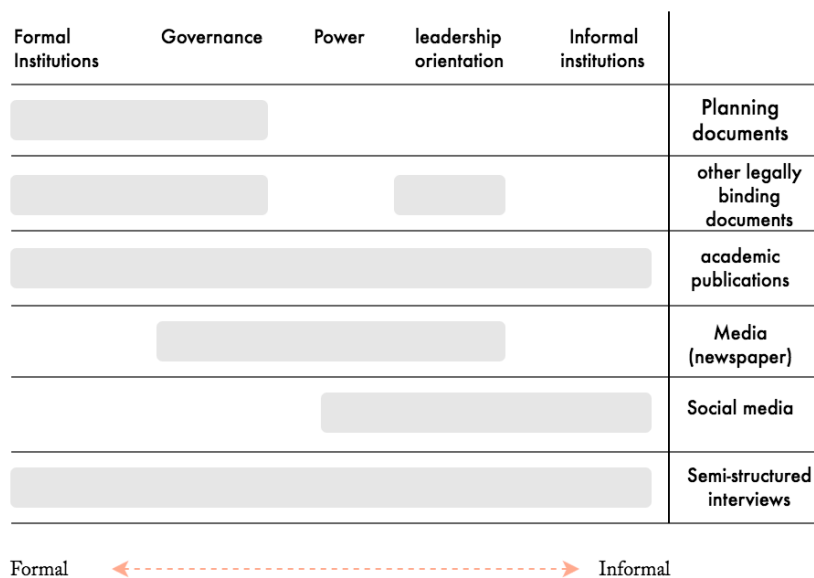 Formal
Institutions
Governance
Power
leadership
orientation
Informal
institutions
Planning
documents
other legally
binding
documents
academic
publications
Media
(newspaper)
Social media
Semi-structured
interviews
Formal
Informal